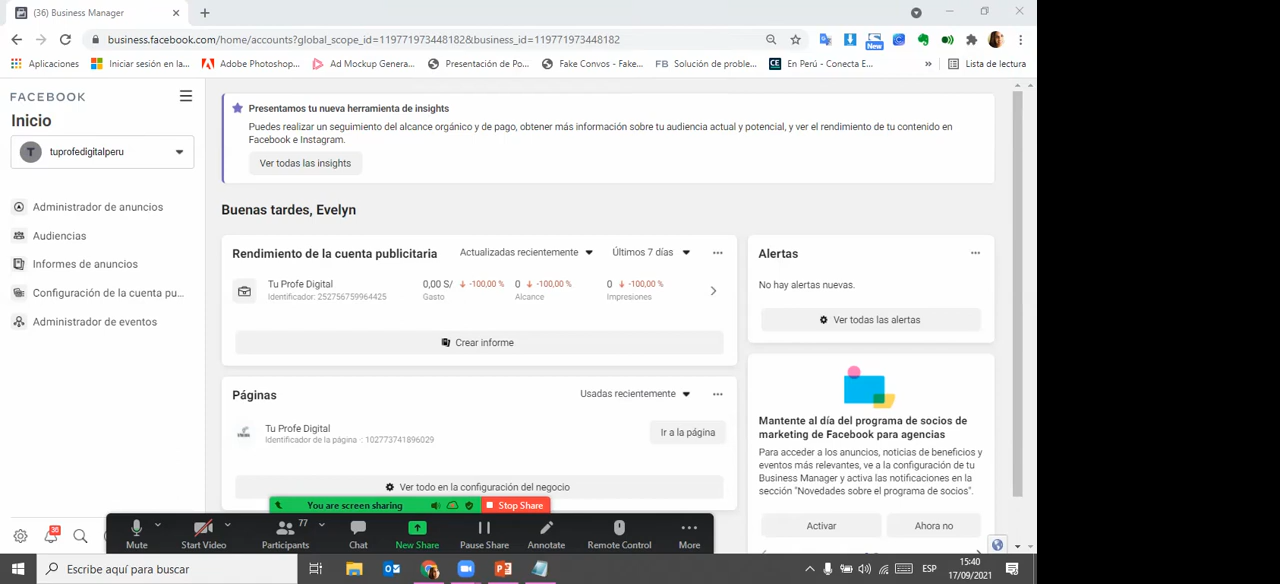 (36) Business Manager
business.facebook.com/home/accounts?global_scope_id=119771973448182&business_id=119771973448182
New
Aplicaciones
Iniciar sesión en la...
Adobe Photoshop...
Ad Mockup Genera...
Presentación de Po...
Fake Convos - Fake...
FB Solución de proble...
CE En Perú - Conecta E...
Lista de lectura
FACEBOOK
Inicio
T tuprofedigitalperu
Administrador de anuncios
Audiencias
Informes de anuncios
Configuración de la cuenta pu...
Administrador de eventos
36
Presentamos tu nueva herramienta de insights
Puedes realizar un seguimiento del alcance orgánico y de pago, obtener más información sobre tu audiencia actual y potencial, y ver el rendimiento de tu contenido en
Facebook e Instagram.
Ver todas las insights
Buenas tardes, Evelyn
Rendimiento de la cuenta publicitaria Actualizadas recientemente Últimos 7 días
Tu Profe Digital 0,00 S/ -100,00 % 0 -100,00 % 0 -100,00 %
Identificador: 252756759964425 Gasto Alcance Impresiones
Crear informe
Páginas Usadas recientemente
Tu Profe Digital
Identificador de la página : 102773741896029
Ir a la página
Ver todo en la configuración del negocio
Alertas
No hay alertas nuevas.
Ver todas las alertas
Mantente al día del programa de socios de
marketing de Facebook para agencias
Para acceder a los anuncios, noticias de beneficios y
eventos más relevantes, ve a la configuración de tu
Business Manager y activa las notificaciones en la
sección "Novedades sobre el programa de socios".
Activar Ahora no
You are screen sharing Stop Share
77
Mute Start Video Participants Chat New Share Pause Share Annotate Remote Control More
Escribe aquí para buscar
ESP
15:40
17/09/2021